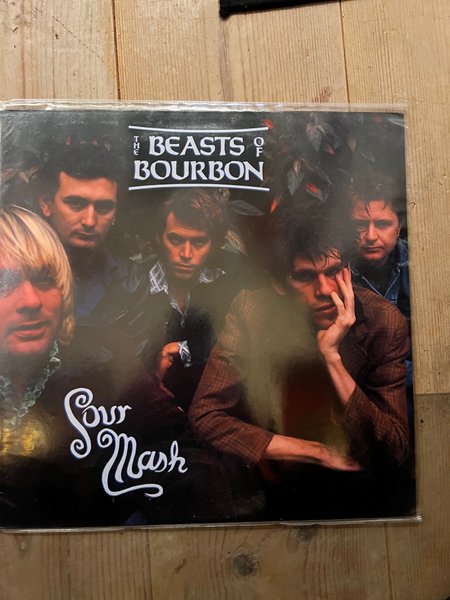 THE BEASTS OF
BOURBON
Sour
Mash